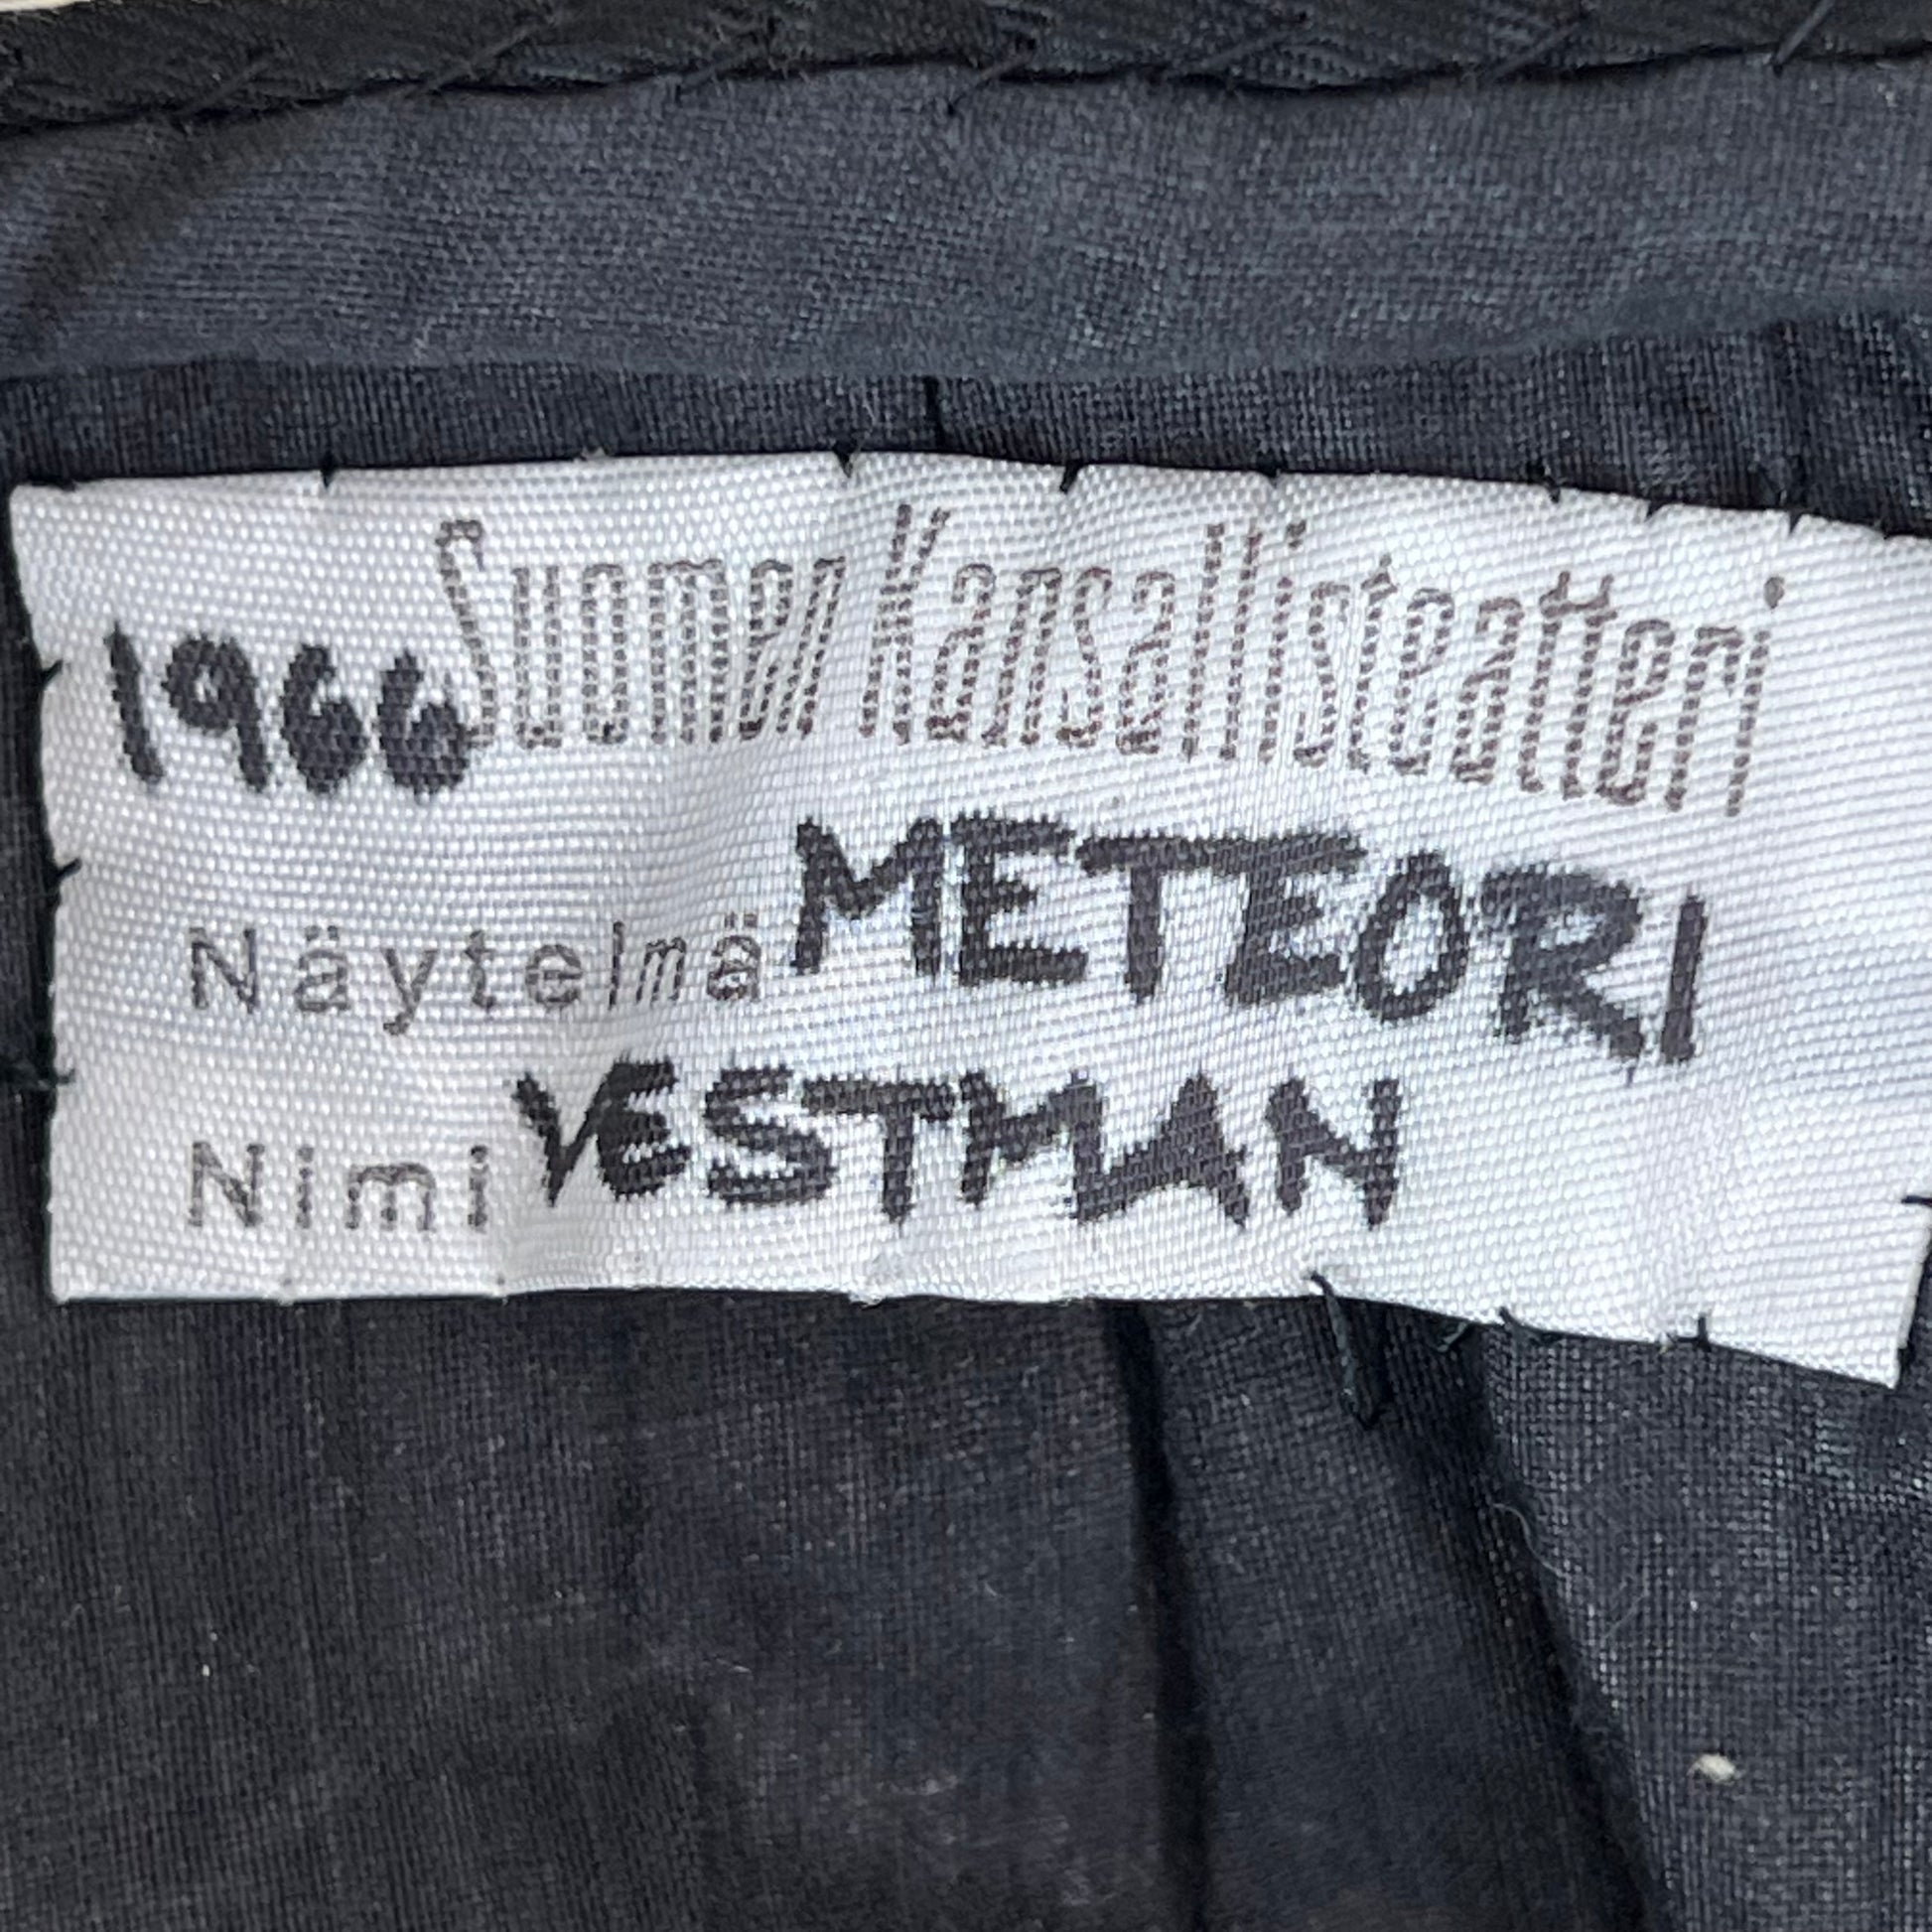 1966 Suomen Kansallisteatteri
Näytelmä METEORI
Nimi VESTMAN